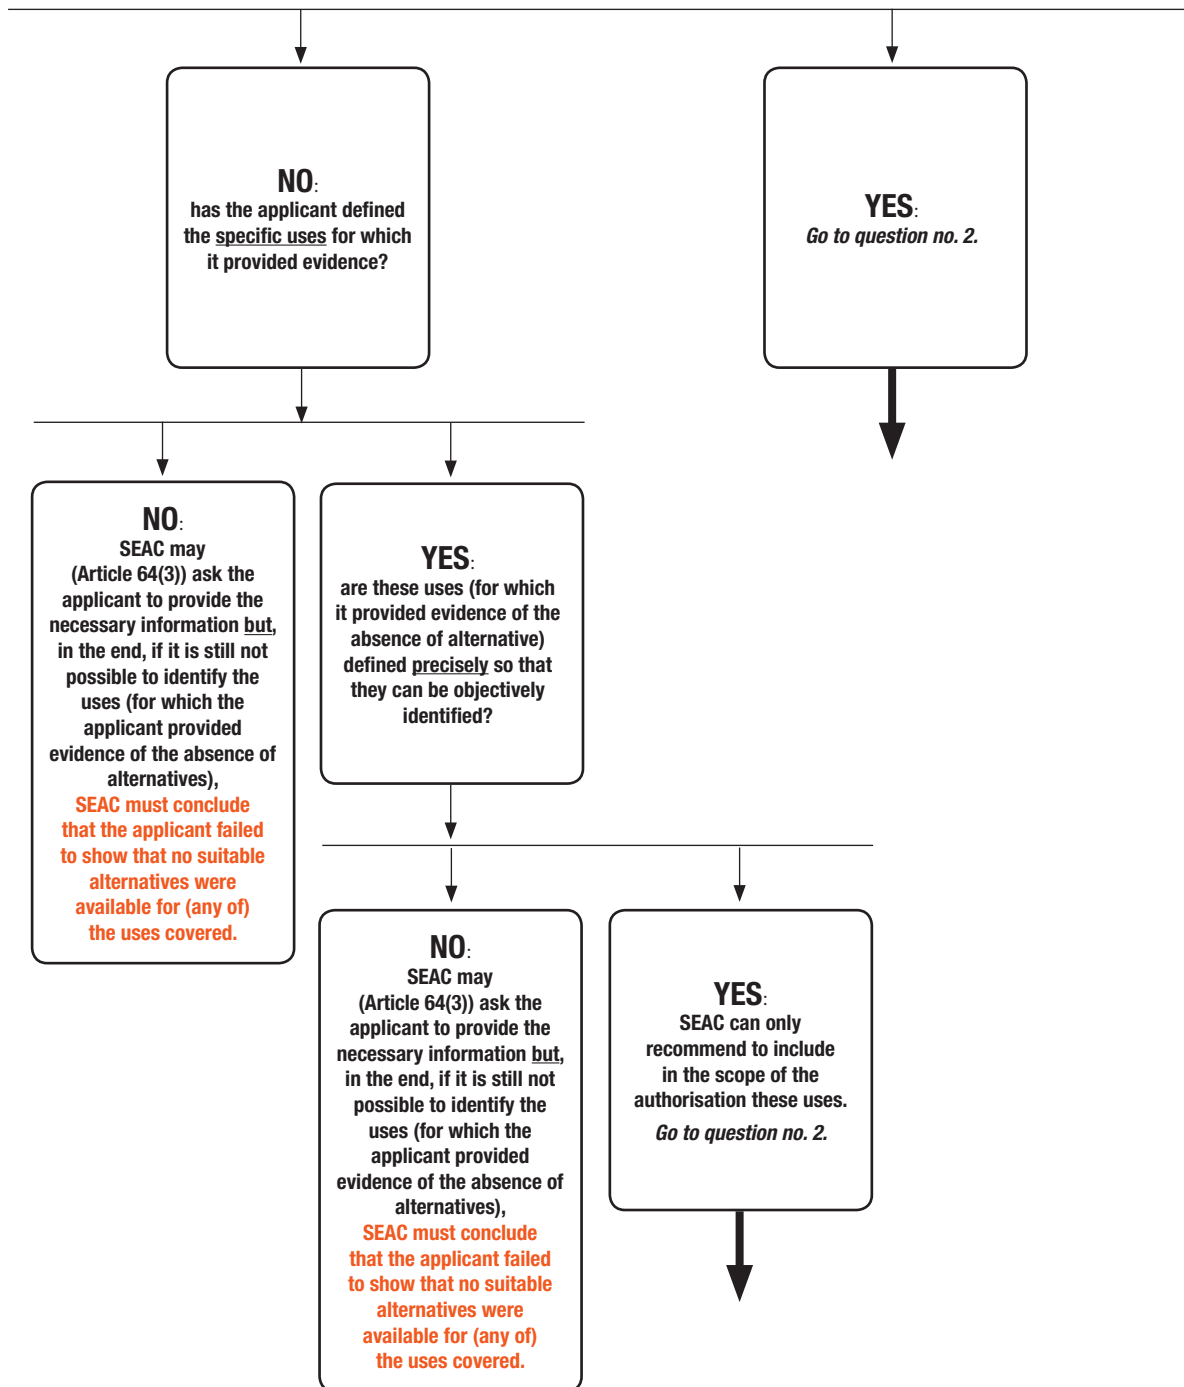 NO:
has the applicant defined
the specific uses for which
it provided evidence?
YES:
Go to question no. 2.
NO:
SEAC may
(Article 64(3)) ask the
applicant to provide the
necessary information but,
in the end, if it is still not
possible to identify the
uses (for which the
applicant provided
evidence of the absence of
alternatives),
SEAC must conclude
that the applicant failed
to show that no suitable
alternatives were
available for (any of)
the uses covered.
YES:
are these uses (for which
it provided evidence of the
absence of alternative)
defined precisely so that
they can be objectively
identified?
NO:
SEAC may
(Article 64(3)) ask the
applicant to provide the
necessary information but,
in the end, if it is still not
possible to identify the
uses (for which the
applicant provided
evidence of the absence of
alternatives),
SEAC must conclude
that the applicant failed
to show that no suitable
alternatives were
available for (any of)
the uses covered.
YES:
SEAC can only
recommend to include
in the scope of the
authorisation these uses.
Go to question no. 2.